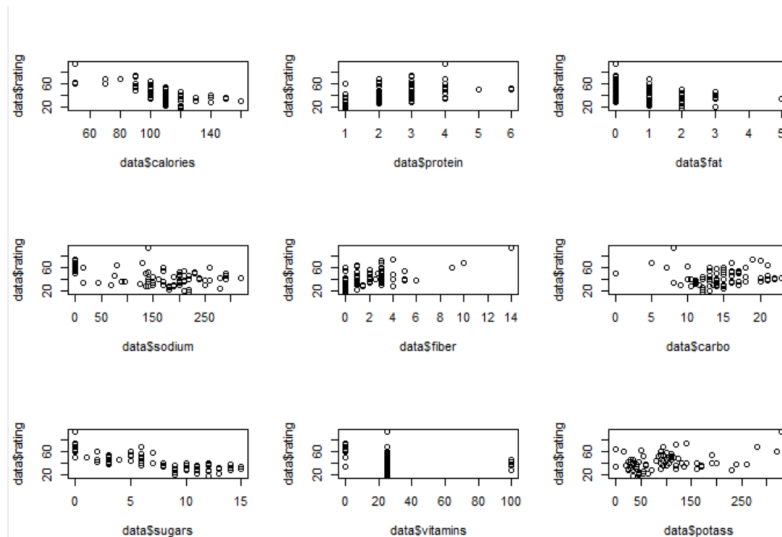 data$rating
20 60
60 80 100 140
data$calories
data$rating
20 60
1 2 3 4 5 6
data$protein
data$rating
20 60
0 1 2 3 4 5
data$fat
data$rating
20 60
0 50 150 250
data$sodium
data$rating
20 60
0 2 4 6 8 10 12 14
data$fiber
data$rating
20 60
0 5 10 15 20
data$carbo
data$rating
20 60
0 5 10 15
data$sugars
data$rating
20 60
0 20 40 60 80 100
data$vitamins
data$rating
20 60
0 50 150 250
data$potass